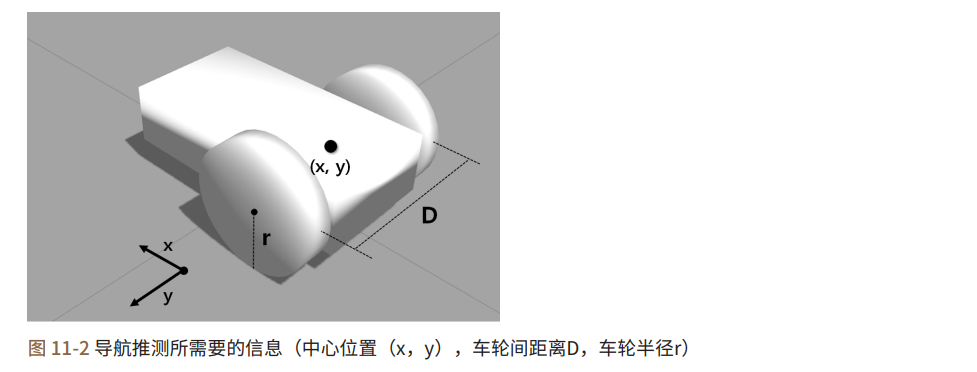 (x, y)
D
r
x
y
图 11-2 导航推测所需要的信息（中心位置（x，y），车轮间距离D，车轮半径r）